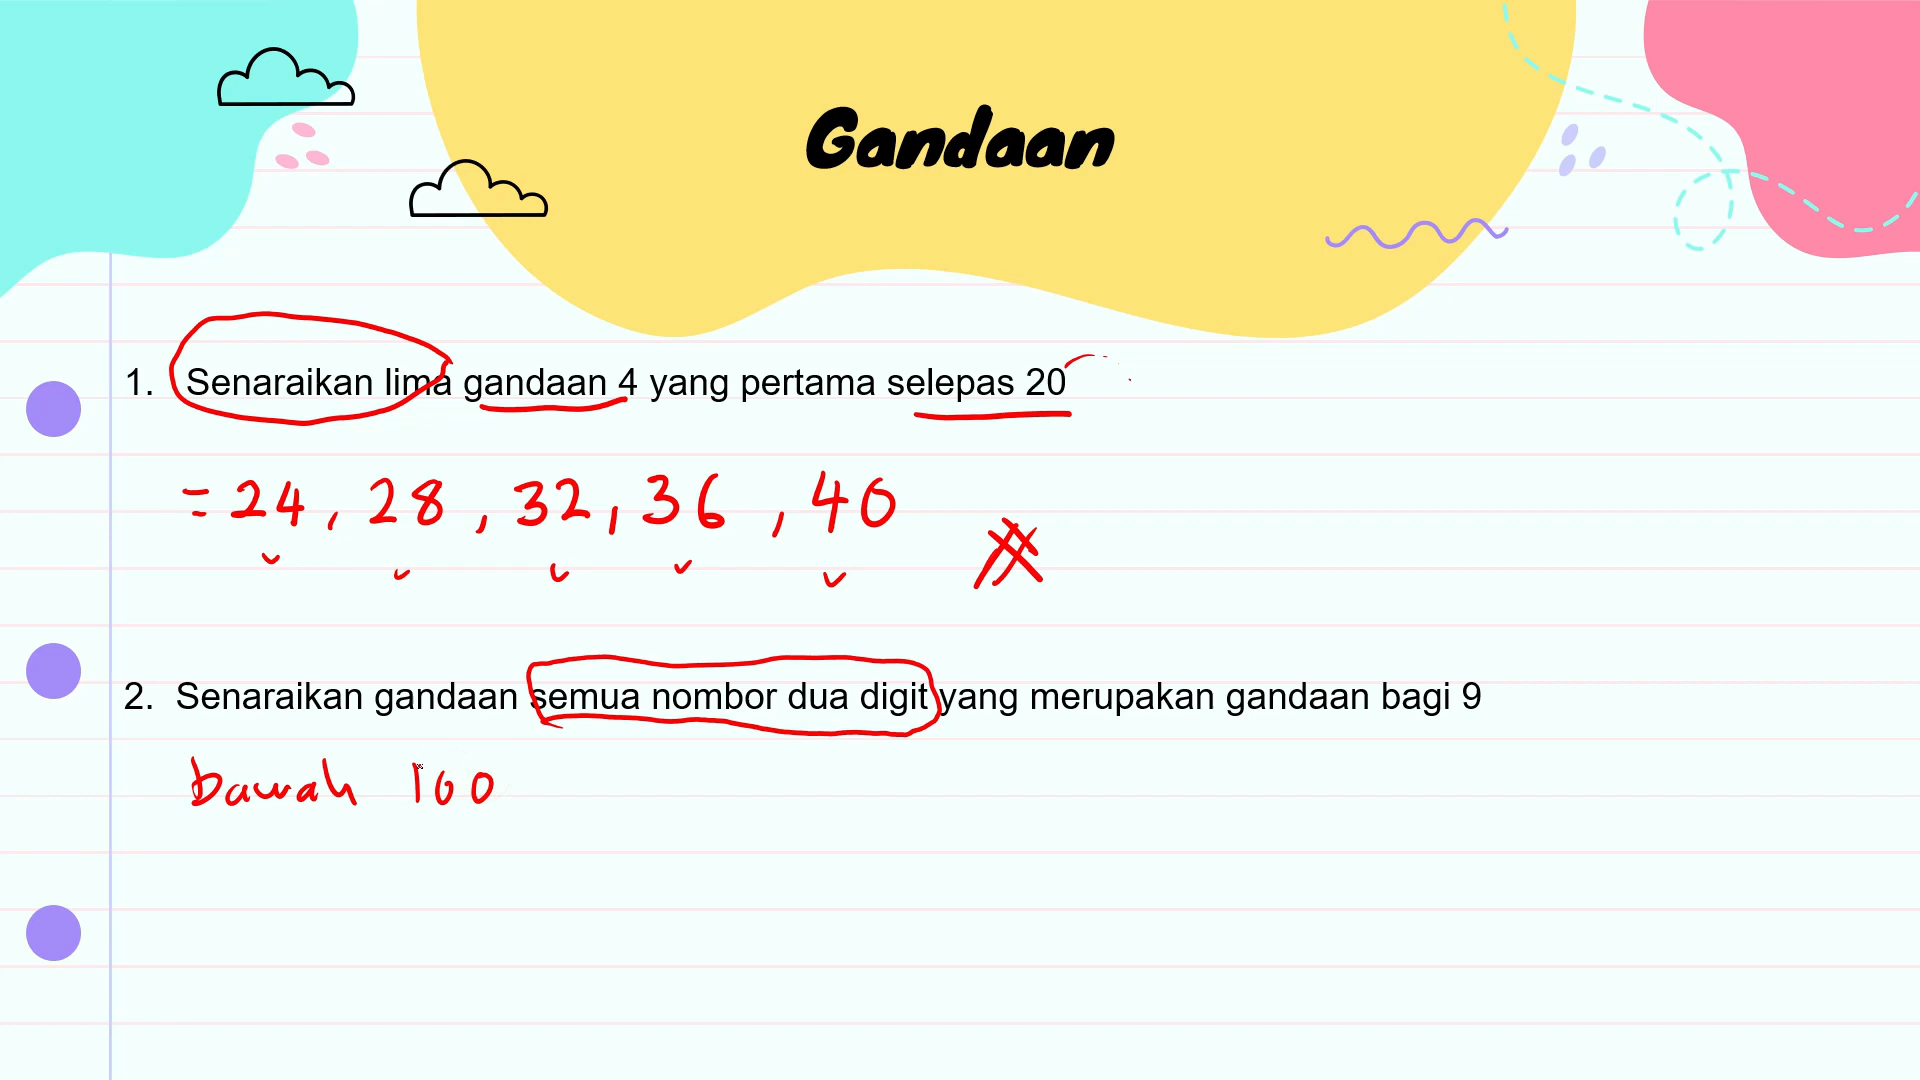 Gandaan
1. Senaraikan lima gandaan 4 yang pertama selepas 20
= 24, 28, 32, 36, 40
2. Senaraikan gandaan semua nombor dua digit yang merupakan gandaan bagi 9
bawah 100